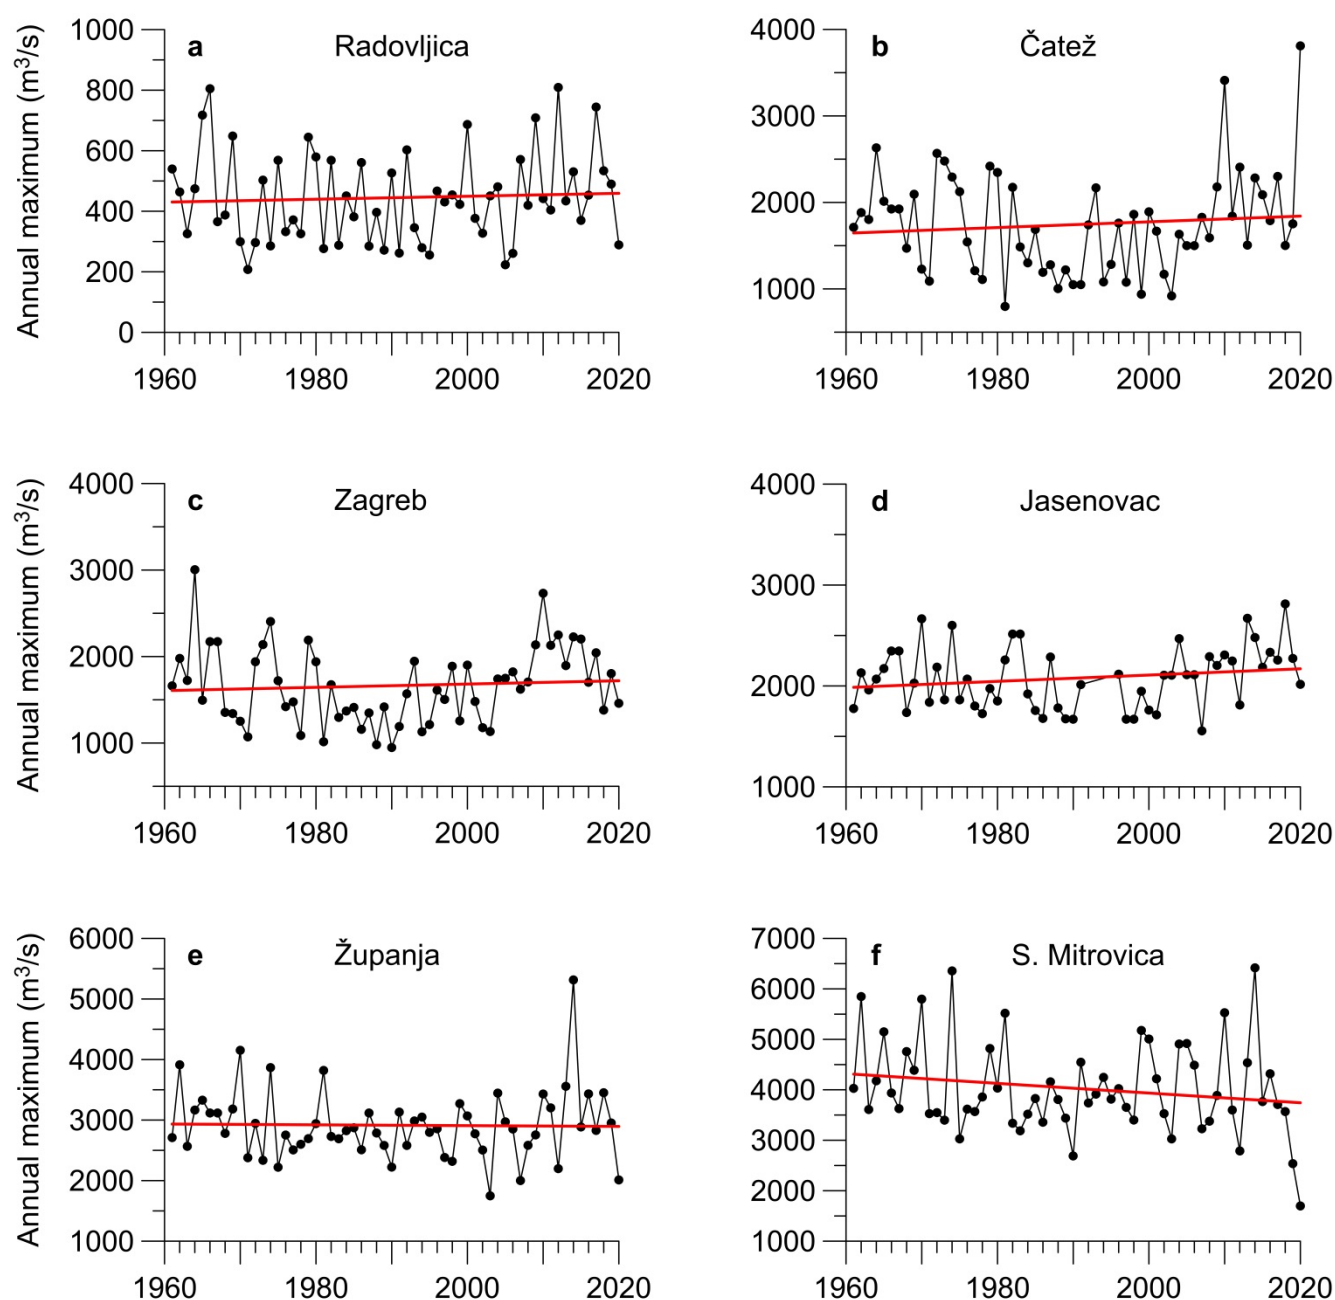 a Radovljica
Annual maximum (m³/s)
1000
800
600
400
200
0
1960 1980 2000 2020
b Čatež
4000
3000
2000
1000
1960 1980 2000 2020
c Zagreb
Annual maximum (m³/s)
4000
3000
2000
1000
1960 1980 2000 2020
d Jasenovac
4000
3000
2000
1000
1960 1980 2000 2020
e Županja
Annual maximum (m³/s)
6000
5000
4000
3000
2000
1000
1960 1980 2000 2020
f S. Mitrovica
7000
6000
5000
4000
3000
2000
1000
1960 1980 2000 2020